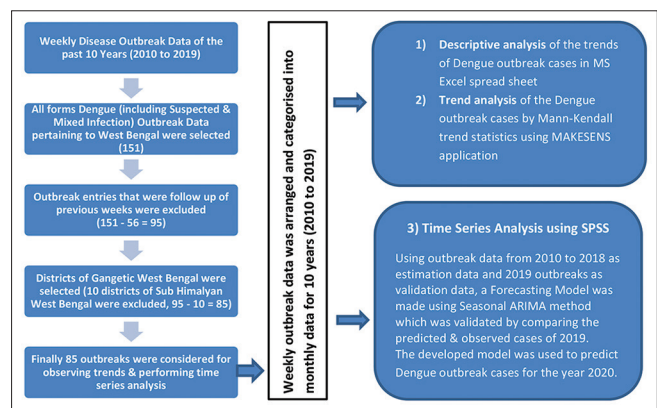 Weekly Disease Outbreak Data of the
past 10 Years (2010 to 2019)
All forms Dengue (including Suspected &
Mixed Infection) Outbreak Data
pertaining to West Bengal were selected
(151)
Outbreak entries that were follow up of
previous weeks were excluded
(151 - 56 = 95)
Districts of Gangetic West Bengal were
selected (10 districts of Sub Himalyan
West Bengal were excluded, 95 - 10 = 85)
Finally 85 outbreaks were considered for
observing trends & performing time
series analysis
Weekly outbreak data was arranged and categorised into
monthly data for 10 years (2010 to 2019)
1) Descriptive analysis of the trends
of Dengue outbreak cases in MS
Excel spread sheet
2) Trend analysis of the Dengue
outbreak cases by Mann-Kendall
trend statistics using MAKESENS
application
3) Time Series Analysis using SPSS
Using outbreak data from 2010 to 2018 as
estimation data and 2019 outbreaks as
validation data, a Forecasting Model was
made using Seasonal ARIMA method
which was validated by comparing the
predicted & observed cases of 2019.
The developed model was used to predict
Dengue outbreak cases for the year 2020.